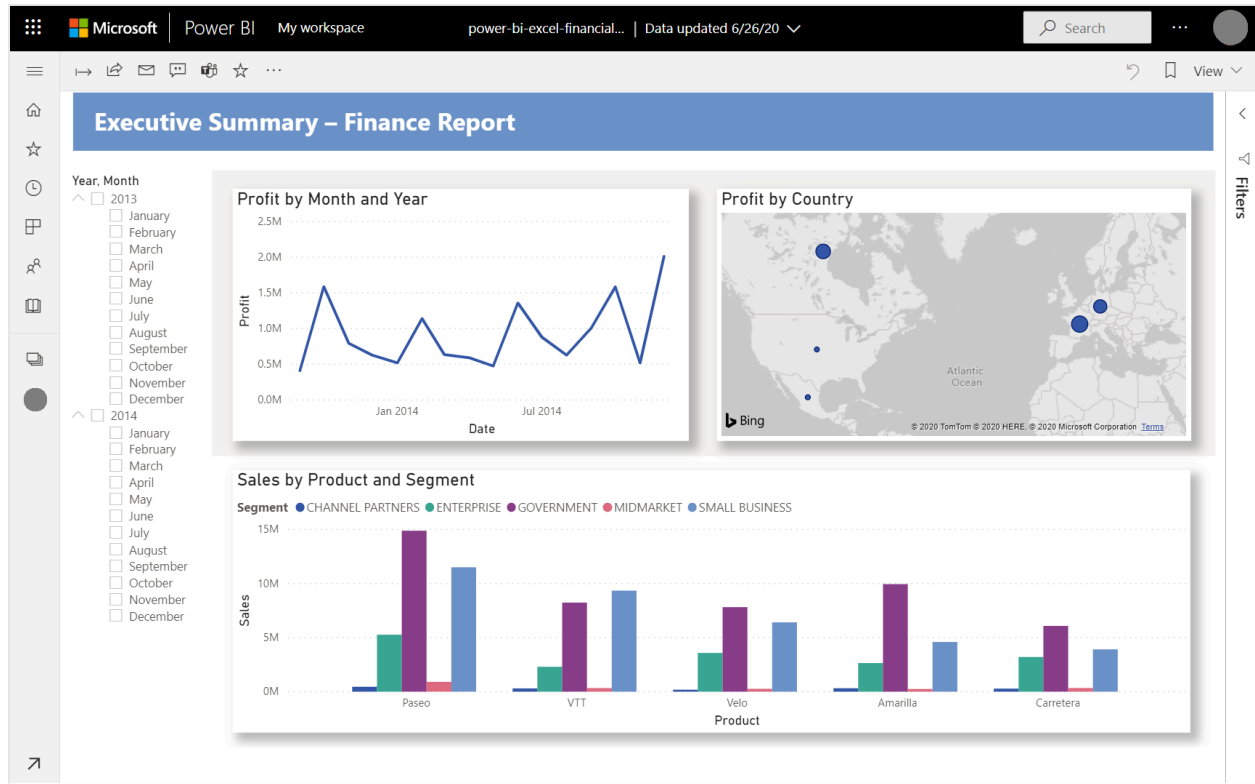 Microsoft Power BI My workspace power-bi-excel-financial... | Data updated 6/26/20 Search
View
Executive Summary – Finance Report
Filters
Year, Month
2013
January
February
March
April
May
June
July
August
September
October
November
December
2014
January
February
March
April
May
June
July
August
September
October
November
December
Profit by Month and Year
2.5M
2.0M
1.5M
1.0M
0.5M
0.0M
Profit
Jan 2014 Jul 2014
Date
Profit by Country
Atlantic
Ocean
Bing
© 2020 TomTom © 2020 HERE, © 2020 Microsoft Corporation Terms
Sales by Product and Segment
Segment CHANNEL PARTNERS ENTERPRISE GOVERNMENT MIDMARKET SMALL BUSINESS
15M
10M
5M
0M
Sales
Paseo VTT Velo Amarilla Carretera
Product